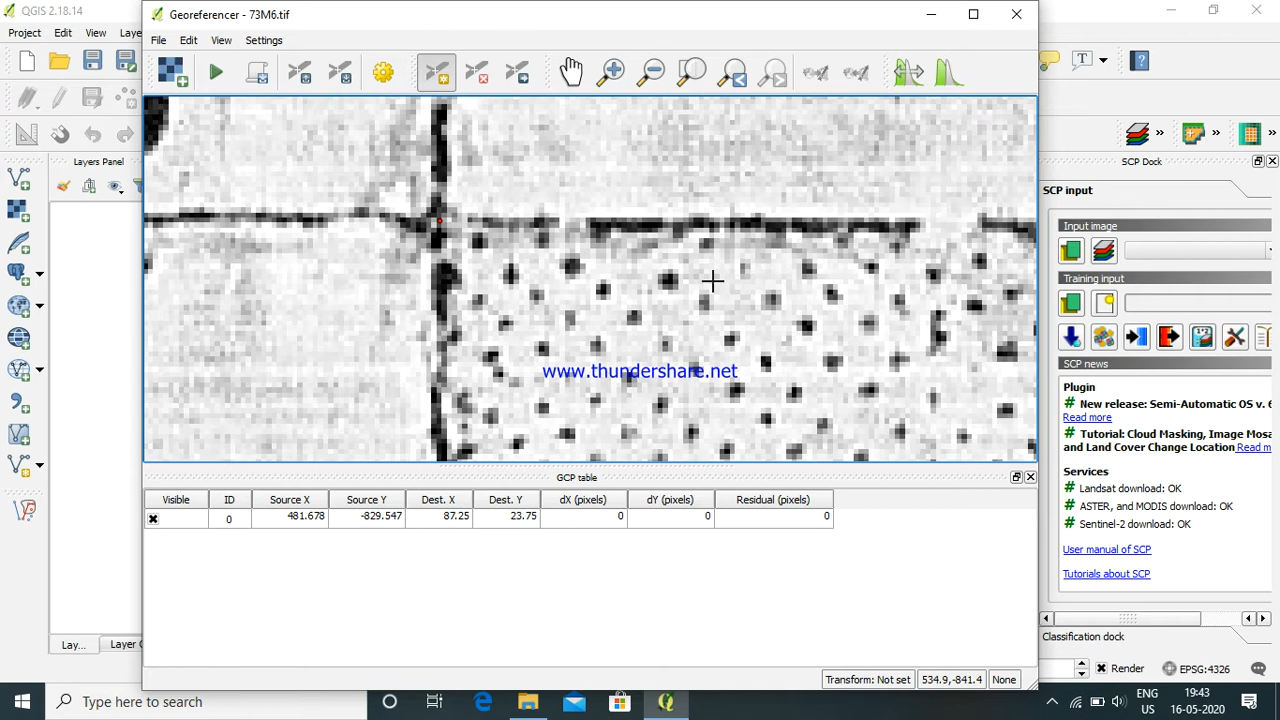 QGIS 2.18.14
Georeferencer - 73M6.tif
Project Edit View Laye
File Edit View Settings
T
Layers Panel
SCP Dock
SCP input
Input image
Training input
SCP news
Plugin
# New release: Semi-Automatic OS v. 6
Read more
# Tutorial: Cloud Masking, Image Mosa
and Land Cover Change Location Read m
Services
# Landsat download: OK
# ASTER, and MODIS download: OK
# Sentinel-2 download: OK
User manual of SCP
Tutorials about SCP
www.thundershare.net
GCP table
Visible ID Source X Source Y Dest. X Dest. Y dX (pixels) dY (pixels) Residual (pixels)
0 481.678 -829.547 87.25 23.75 0 0 0
Lay... Layer O
Classification dock
Transform: Not set 534.9,-841.4 None
Render EPSG:4326
Type here to search
ENG
US
19:43
16-05-2020